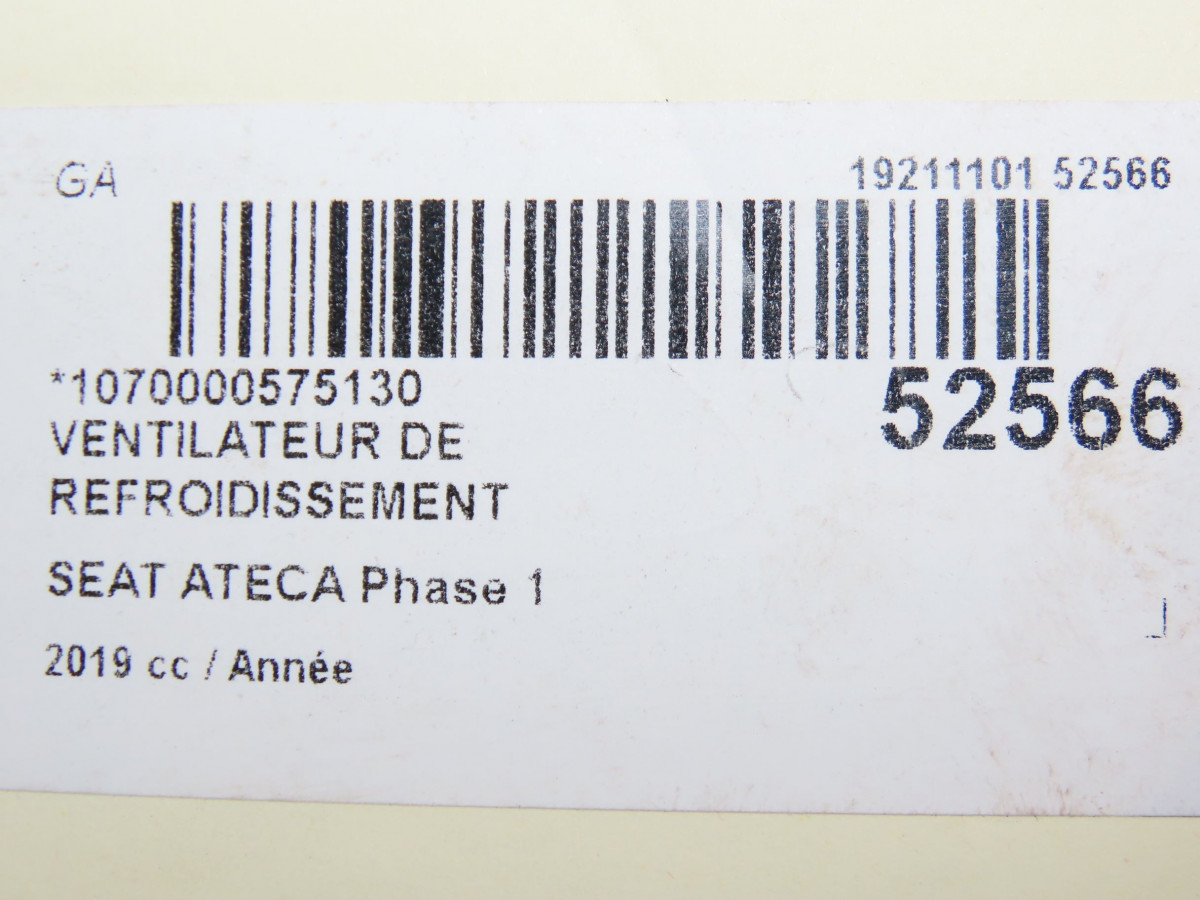 GA
19211101 52566
*1070000575130
52566
VENTILATEUR DE
REFROIDISSEMENT
SEAT ATECA Phase 1
2019 cc / Année